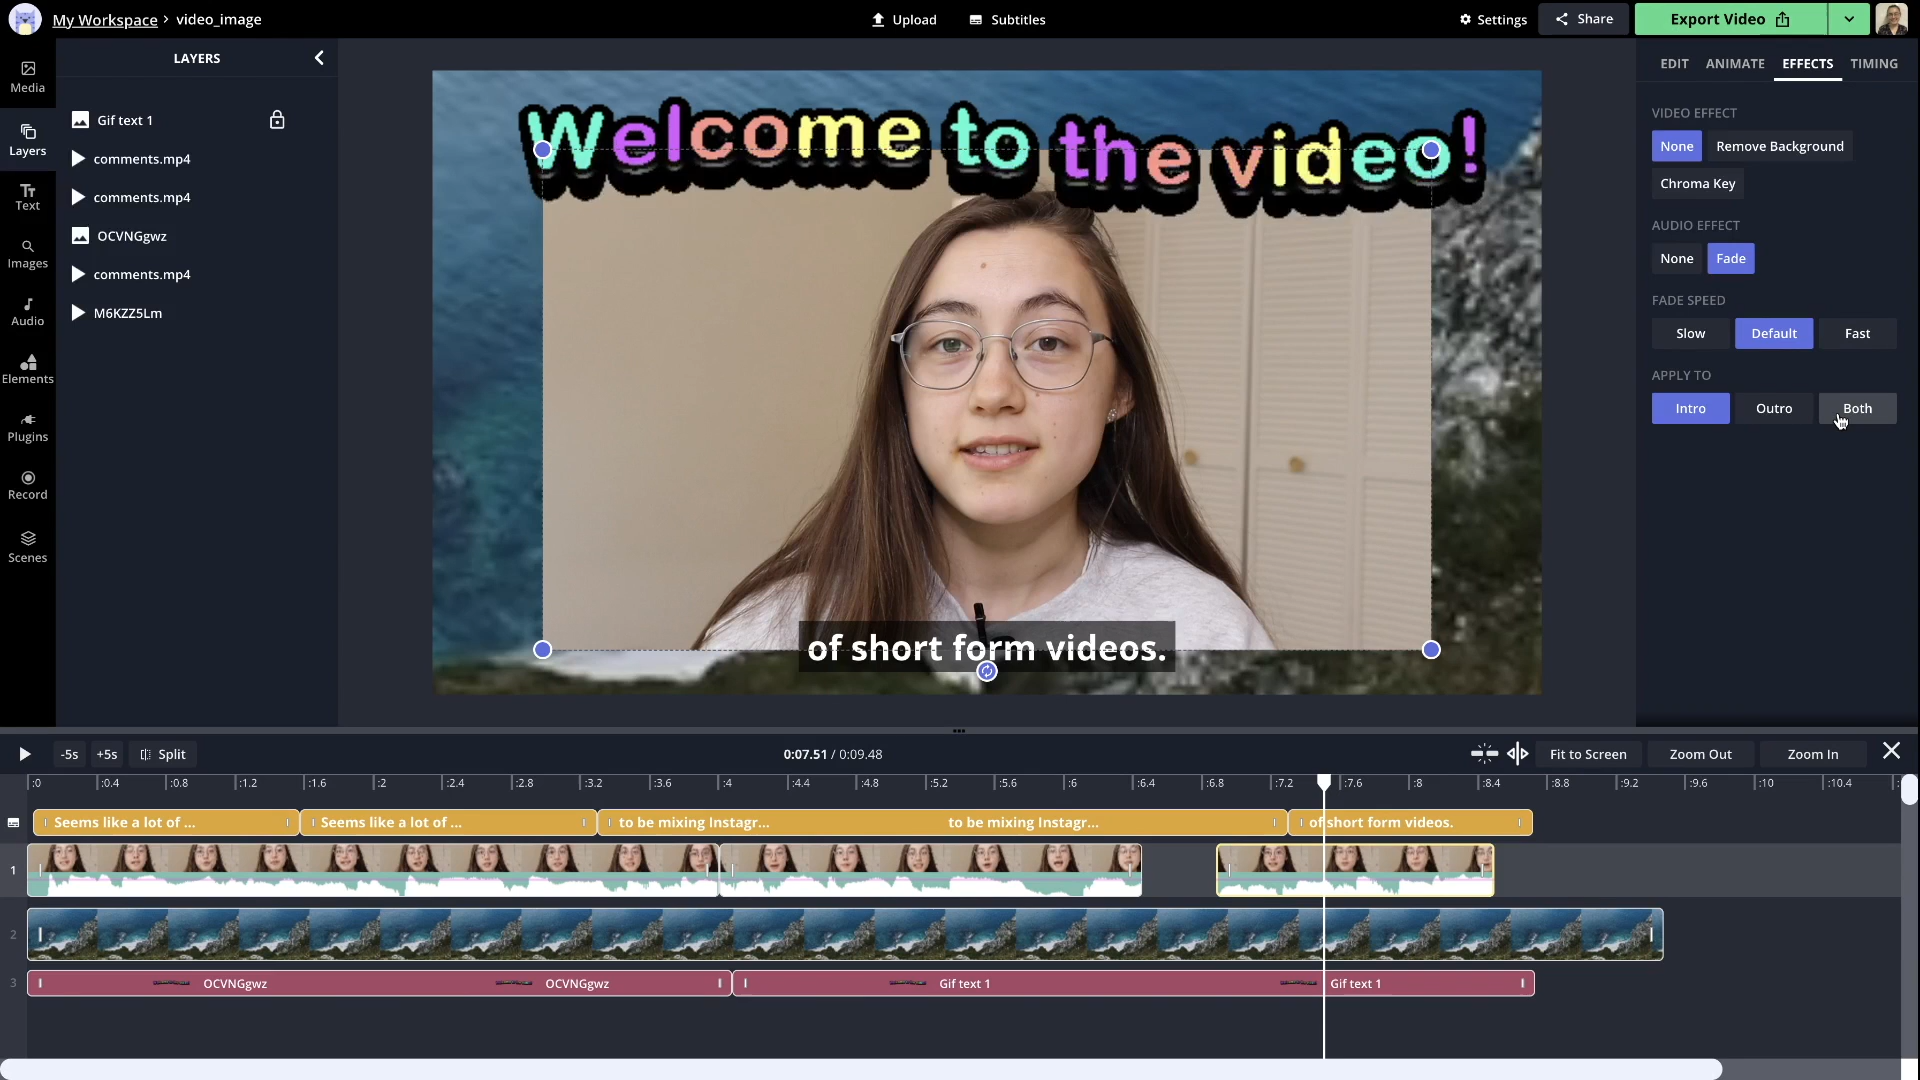 My Workspace › video_image
Upload
Subtitles
Settings
Share
Export Video
Media
Layers
Text
Images
Audio
Elements
Plugins
Record
Scenes
LAYERS
Gif text 1
comments.mp4
comments.mp4
OCVNGgwz
comments.mp4
M6KZZ5Lm
Welcome to the video!
of short form videos.
EDIT ANIMATE EFFECTS TIMING
VIDEO EFFECT
None Remove Background
Chroma Key
AUDIO EFFECT
None Fade
FADE SPEED
Slow Default Fast
APPLY TO
Intro Outro Both
-5s +5s Split
0:07.51 / 0:09.48
Fit to Screen Zoom Out Zoom In
:0 :0.4 :0.8 :1.2 :1.6 :2 :2.4 :2.8 :3.2 :3.6 :4 :4.4 :4.8 :5.2 :5.6 :6 :6.4 :6.8 :7.2 :7.6 :8 :8.4 :8.8 :9.2 :9.6 :10 :10.4
Seems like a lot of ... Seems like a lot of ... to be mixing Instagr... to be mixing Instagr... of short form videos.
1
2
3 OCVNGgwz OCVNGgwz Gif text 1 Gif text 1